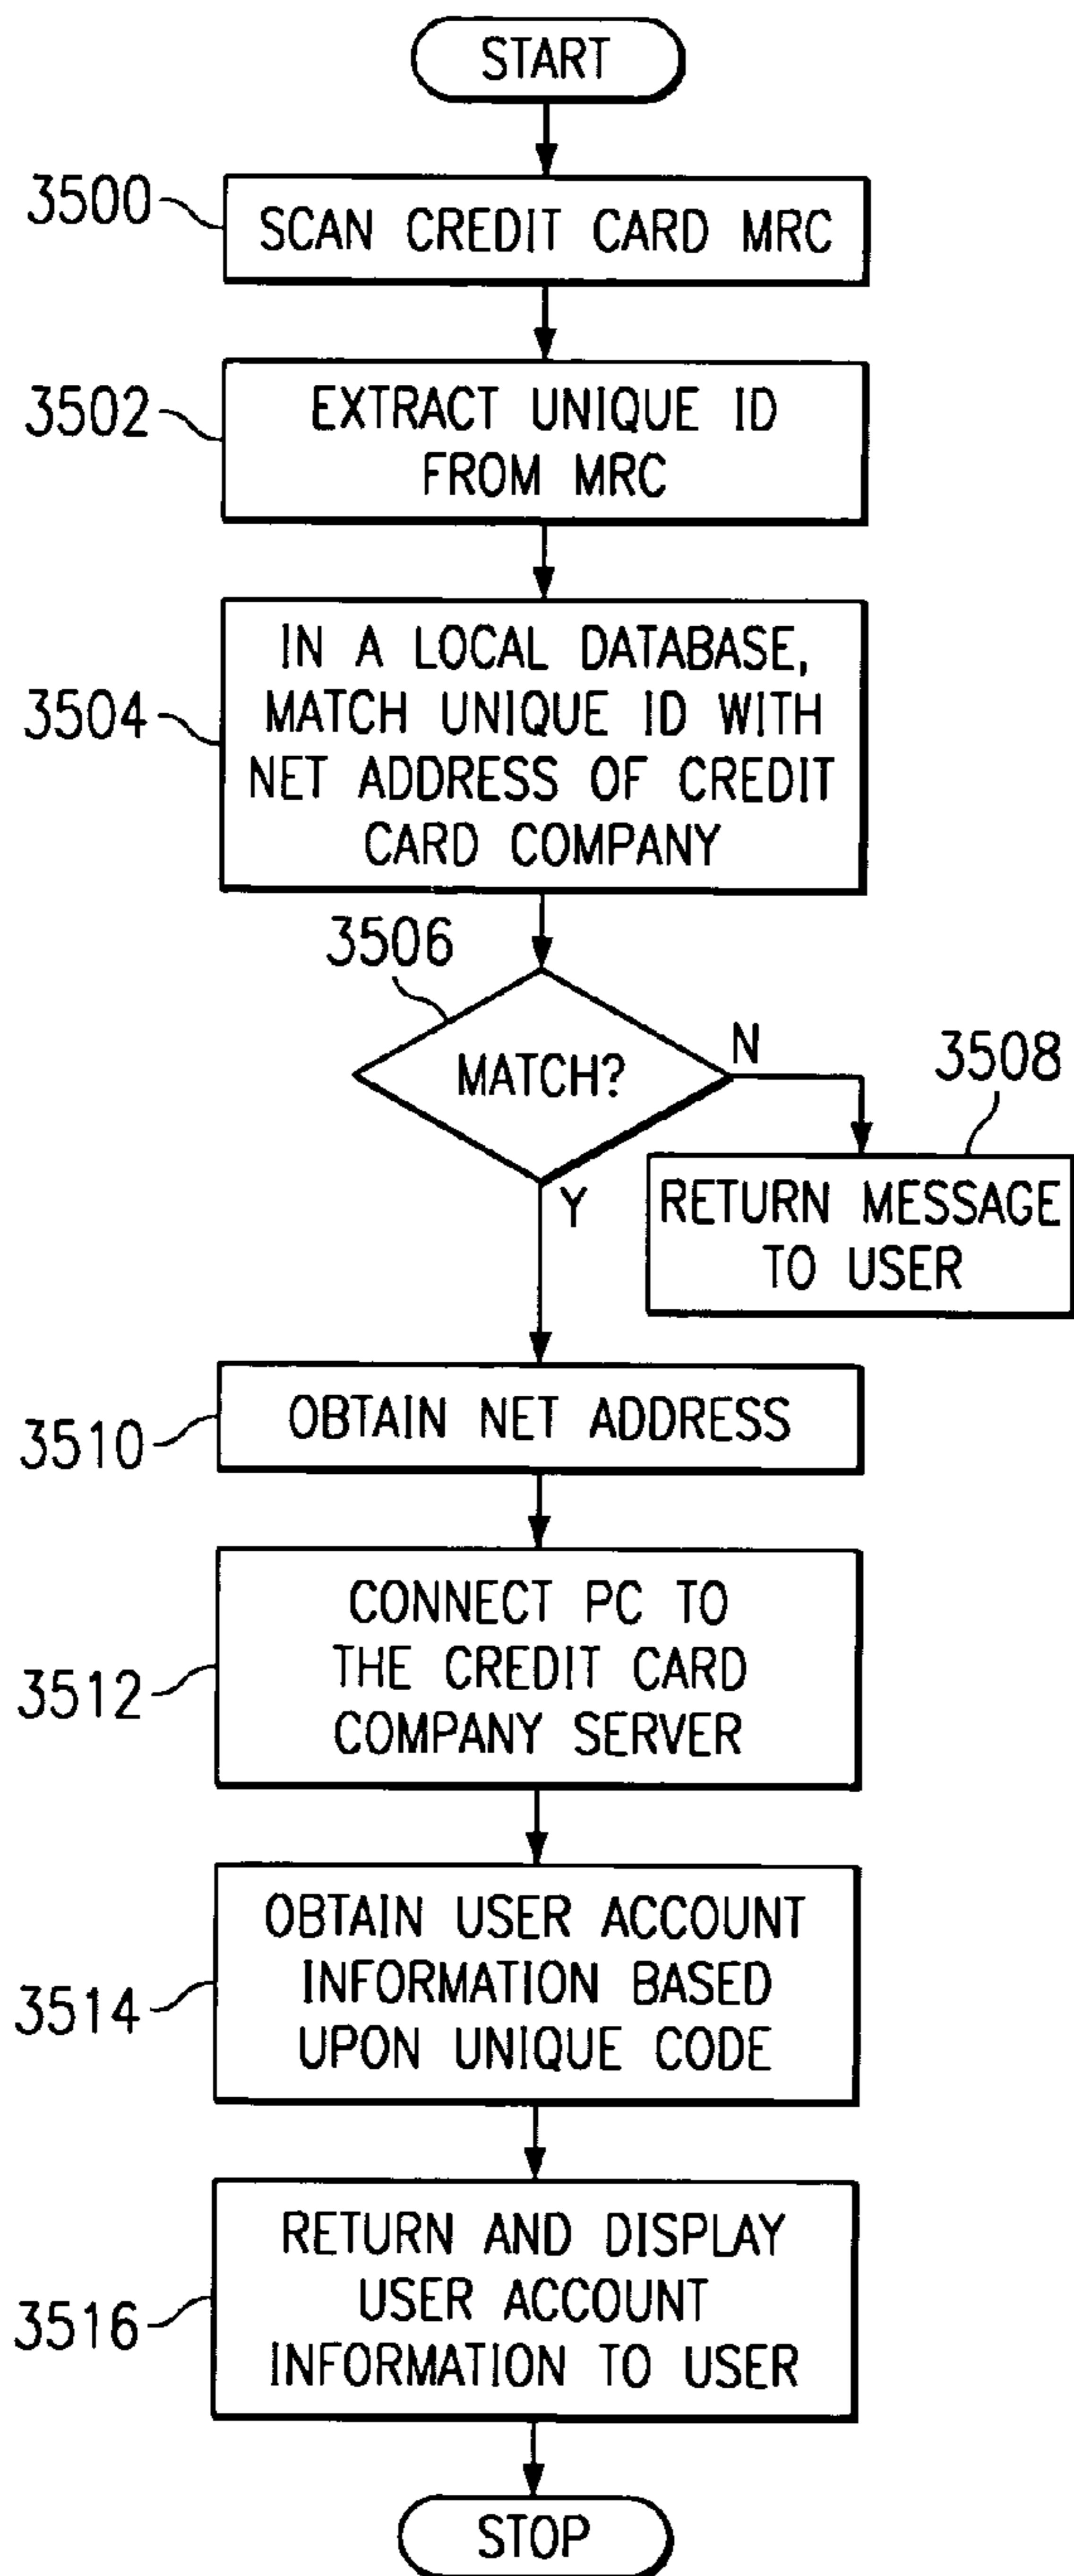 START
3500
SCAN CREDIT CARD MRC
3502
EXTRACT UNIQUE ID
FROM MRC
3504
IN A LOCAL DATABASE,
MATCH UNIQUE ID WITH
NET ADDRESS OF CREDIT
CARD COMPANY
3506
MATCH?
N
3508
RETURN MESSAGE
TO USER
Y
3510
OBTAIN NET ADDRESS
3512
CONNECT PC TO
THE CREDIT CARD
COMPANY SERVER
3514
OBTAIN USER ACCOUNT
INFORMATION BASED
UPON UNIQUE CODE
3516
RETURN AND DISPLAY
USER ACCOUNT
INFORMATION TO USER
STOP